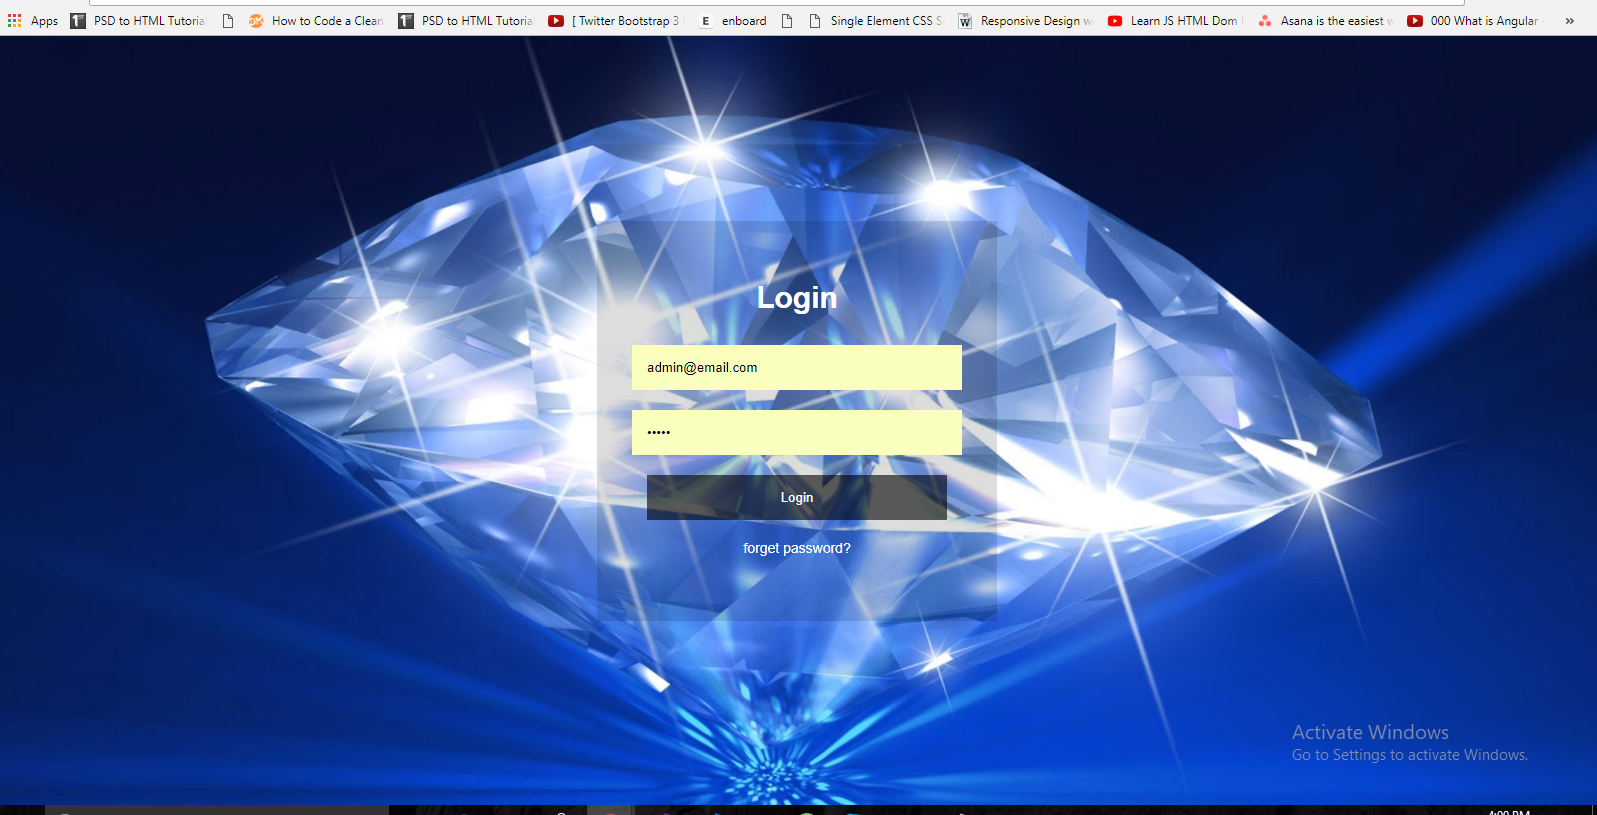 Apps PSD to HTML Tutorial How to Code a Clean PSD to HTML Tutorial [ Twitter Bootstrap 3 enboard Single Element CSS S Responsive Design w Learn JS HTML Dom Asana is the easiest w 000 What is Angular »
Login
admin@email.com
•••••
Login
forget password?
Activate Windows
Go to Settings to activate Windows.